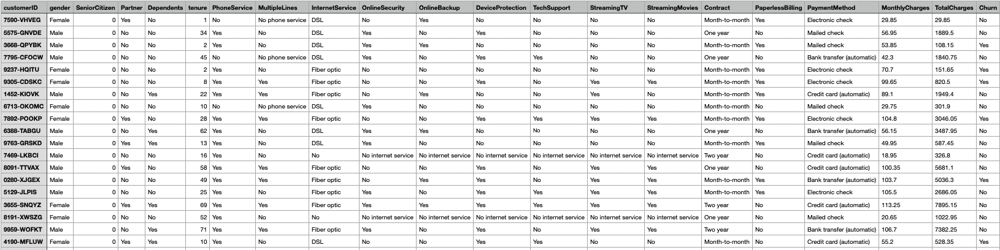 customerID gender SeniorCitizen Partner Dependents tenure PhoneService MultipleLines InternetService OnlineSecurity OnlineBackup DeviceProtection TechSupport StreamingTV StreamingMovies Contract PaperlessBilling PaymentMethod MonthlyCharges TotalCharges Churn
7590-VHVEG Female 0 Yes No 1 No No phone service DSL No Yes No No No No Month-to-month Yes Electronic check 29.85 29.85 No
5575-GNVDE Male 0 No No 34 Yes No DSL Yes No Yes No No No One year No Mailed check 56.95 1889.5 No
3668-QPYBK Male 0 No No 2 Yes No DSL Yes Yes No No No No Month-to-month Yes Mailed check 53.85 108.15 Yes
7795-CFOCW Male 0 No No 45 No No phone service DSL Yes No Yes Yes No No One year No Bank transfer (automatic) 42.3 1840.75 No
9237-HQITU Female 0 No No 2 Yes No Fiber optic No No No No No No Month-to-month Yes Electronic check 70.7 151.65 Yes
9305-CDSKC Female 0 No No 8 Yes Yes Fiber optic No No Yes No Yes Yes Month-to-month Yes Electronic check 99.65 820.5 Yes
1452-KIOVK Male 0 No Yes 22 Yes Yes Fiber optic No Yes No No Yes No Month-to-month Yes Credit card (automatic) 89.1 1949.4 No
6713-OKOMC Female 0 No No 10 No No phone service DSL Yes No No No No No Month-to-month No Mailed check 29.75 301.9 No
7892-POOKP Female 0 Yes No 28 Yes Yes Fiber optic No No Yes Yes Yes Yes Month-to-month Yes Electronic check 104.8 3046.05 Yes
6388-TABGU Male 0 No Yes 62 Yes No DSL Yes Yes No No No No One year No Bank transfer (automatic) 56.15 3487.95 No
9763-GRSKD Male 0 Yes Yes 13 Yes No DSL Yes No No No No No Month-to-month Yes Mailed check 49.95 587.45 No
7469-LKBCI Male 0 No No 16 Yes No No No internet service No internet service No internet service No internet service No internet service No internet service Two year No Credit card (automatic) 18.95 326.8 No
8091-TTVAX Male 0 Yes No 58 Yes Yes Fiber optic No No Yes No Yes Yes One year No Credit card (automatic) 100.35 5681.1 No
0280-XJGEX Male 0 No No 49 Yes Yes Fiber optic No Yes Yes No Yes Yes Month-to-month Yes Bank transfer (automatic) 103.7 5036.3 Yes
5129-JLPIS Male 0 No No 25 Yes No Fiber optic Yes No Yes Yes Yes Yes Month-to-month Yes Electronic check 105.5 2686.05 No
3655-SNQYZ Female 0 Yes Yes 69 Yes Yes Fiber optic Yes Yes Yes Yes Yes Yes Two year No Credit card (automatic) 113.25 7895.15 No
8191-XWSZG Female 0 No No 52 Yes No No No internet service No internet service No internet service No internet service No internet service No internet service One year No Mailed check 20.65 1022.95 No
9959-WOFKT Male 0 No Yes 71 Yes Yes Fiber optic Yes No Yes No Yes Yes Two year No Bank transfer (automatic) 106.7 7382.25 No
4190-MFLUW Female 0 Yes Yes 10 Yes No DSL No No Yes Yes No No Month-to-month No Credit card (automatic) 55.2 528.35 Yes